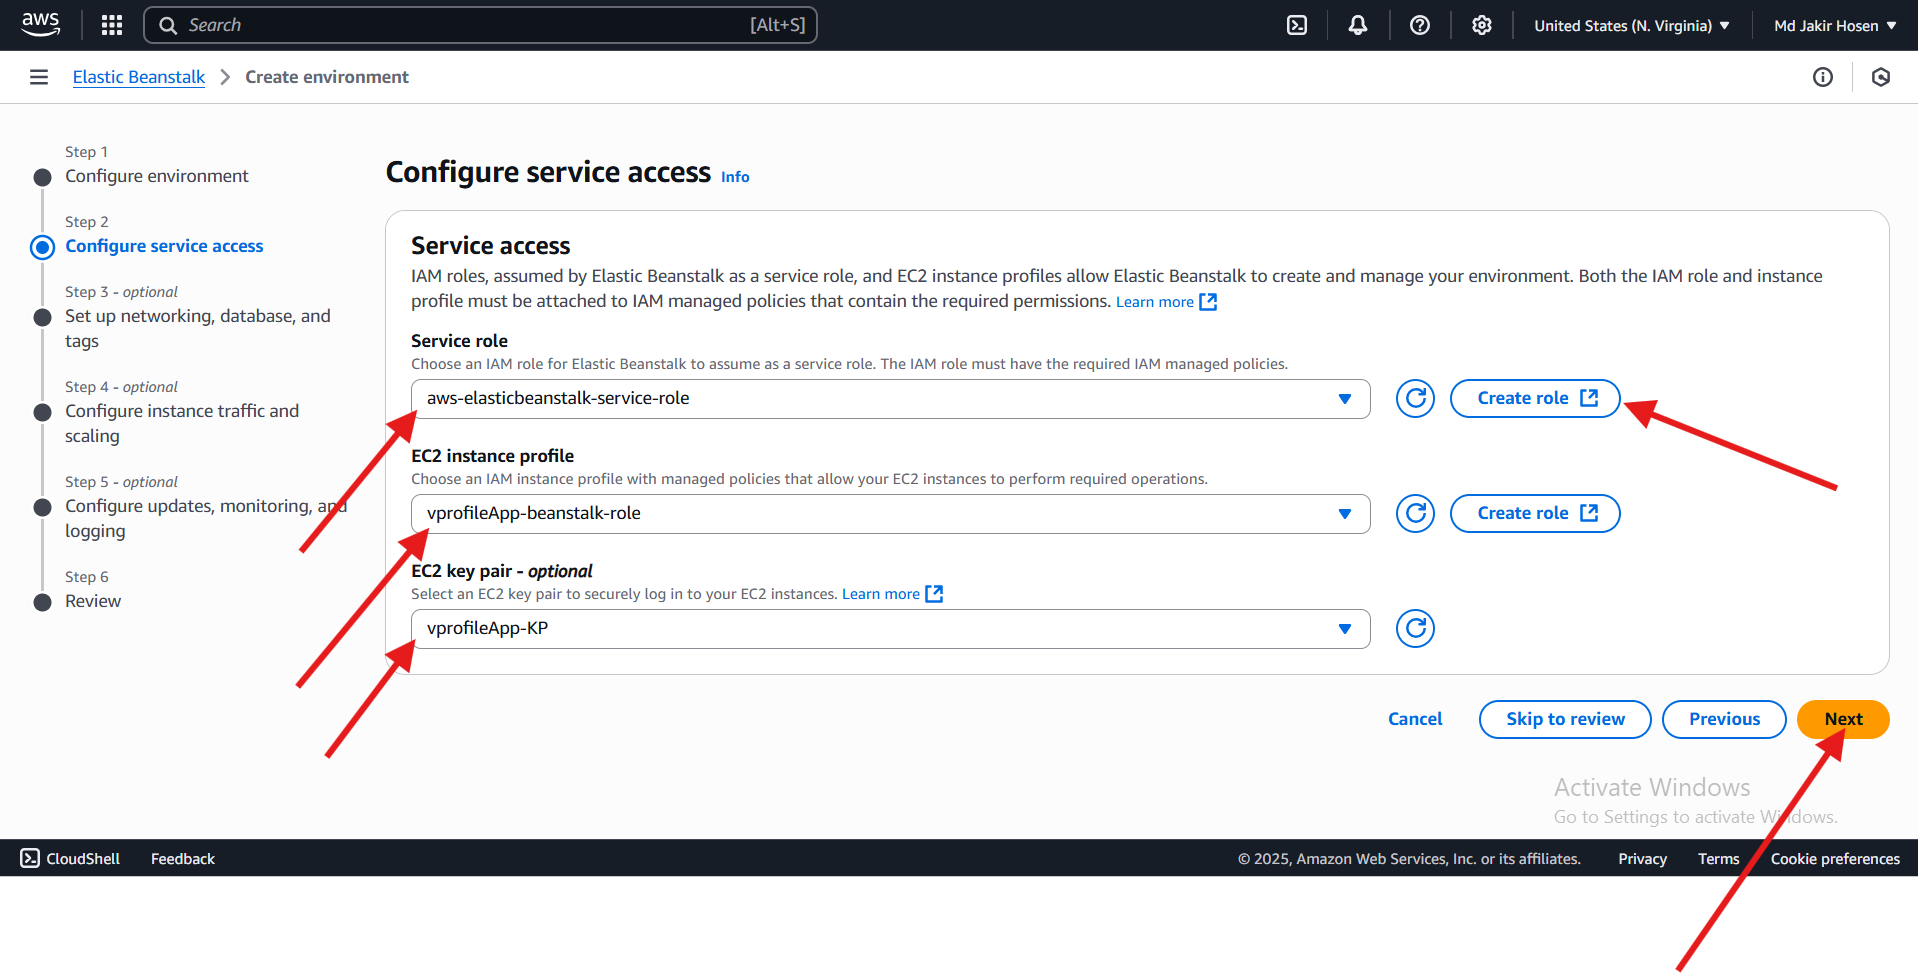 aws
Search
[Alt+S]
United States (N. Virginia)
Md Jakir Hosen
Elastic Beanstalk
Create environment
Step 1
Configure environment
Step 2
Configure service access
Step 3 - optional
Set up networking, database, and
tags
Step 4 - optional
Configure instance traffic and
scaling
Step 5 - optional
Configure updates, monitoring, and
logging
Step 6
Review
Configure service access Info
Service access
IAM roles, assumed by Elastic Beanstalk as a service role, and EC2 instance profiles allow Elastic Beanstalk to create and manage your environment. Both the IAM role and instance
profile must be attached to IAM managed policies that contain the required permissions. Learn more
Service role
Choose an IAM role for Elastic Beanstalk to assume as a service role. The IAM role must have the required IAM managed policies.
aws-elasticbeanstalk-service-role
Create role
EC2 instance profile
Choose an IAM instance profile with managed policies that allow your EC2 instances to perform required operations.
vprofileApp-beanstalk-role
Create role
EC2 key pair - optional
Select an EC2 key pair to securely log in to your EC2 instances. Learn more
vprofileApp-KP
Cancel
Skip to review
Previous
Next
Activate Windows
Go to Settings to activate Windows.
CloudShell
Feedback
© 2025, Amazon Web Services, Inc. or its affiliates.
Privacy
Terms
Cookie preferences